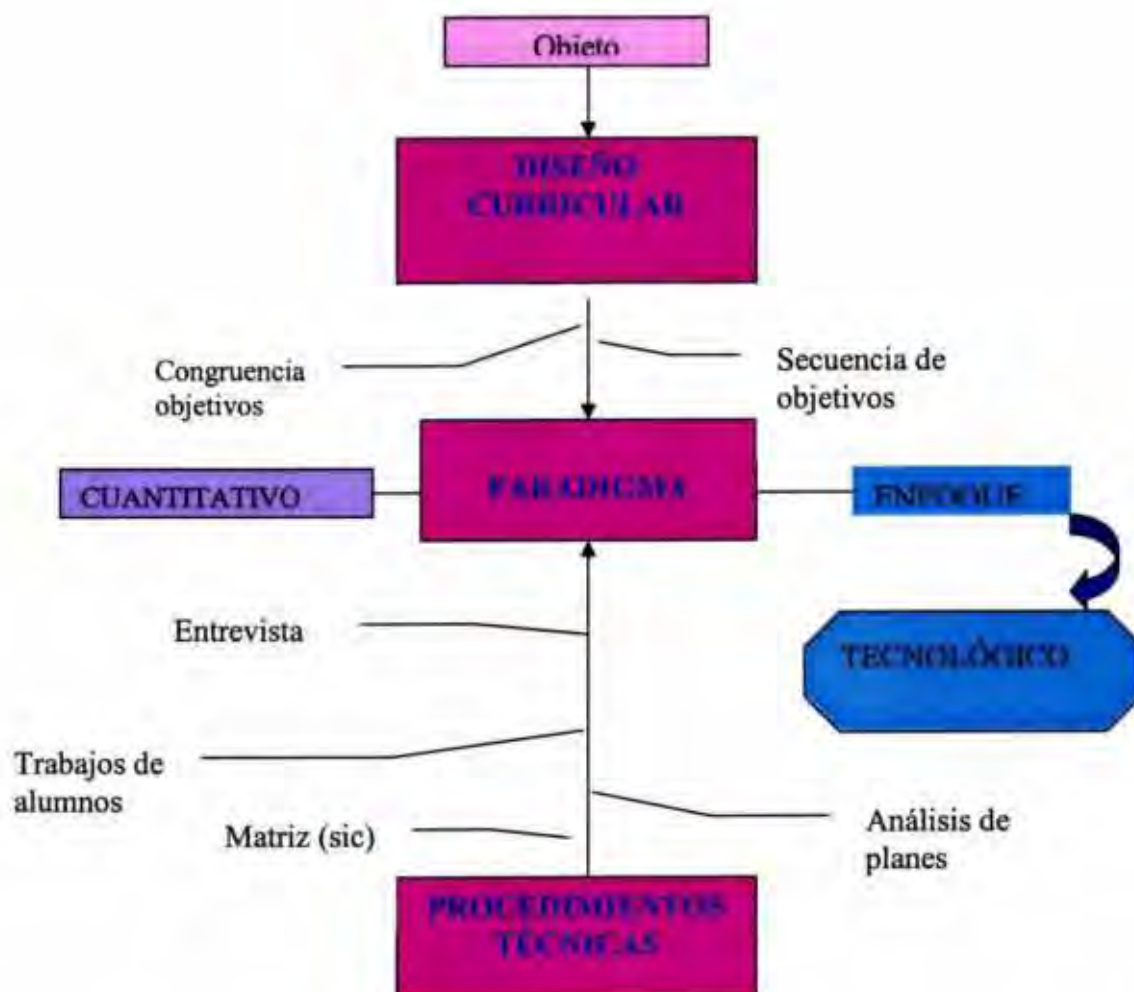 Objeto
DISEÑO
CURRICULAR
Congruencia
objetivos
Secuencia de
objetivos
CUANTITATIVO
PARADIGMA
ENFOQUE
Entrevista
TECNOLÓGICO
Trabajos de
alumnos
Matriz (sic)
Análisis de
planes
PROCEDIMIENTOS
TÉCNICAS